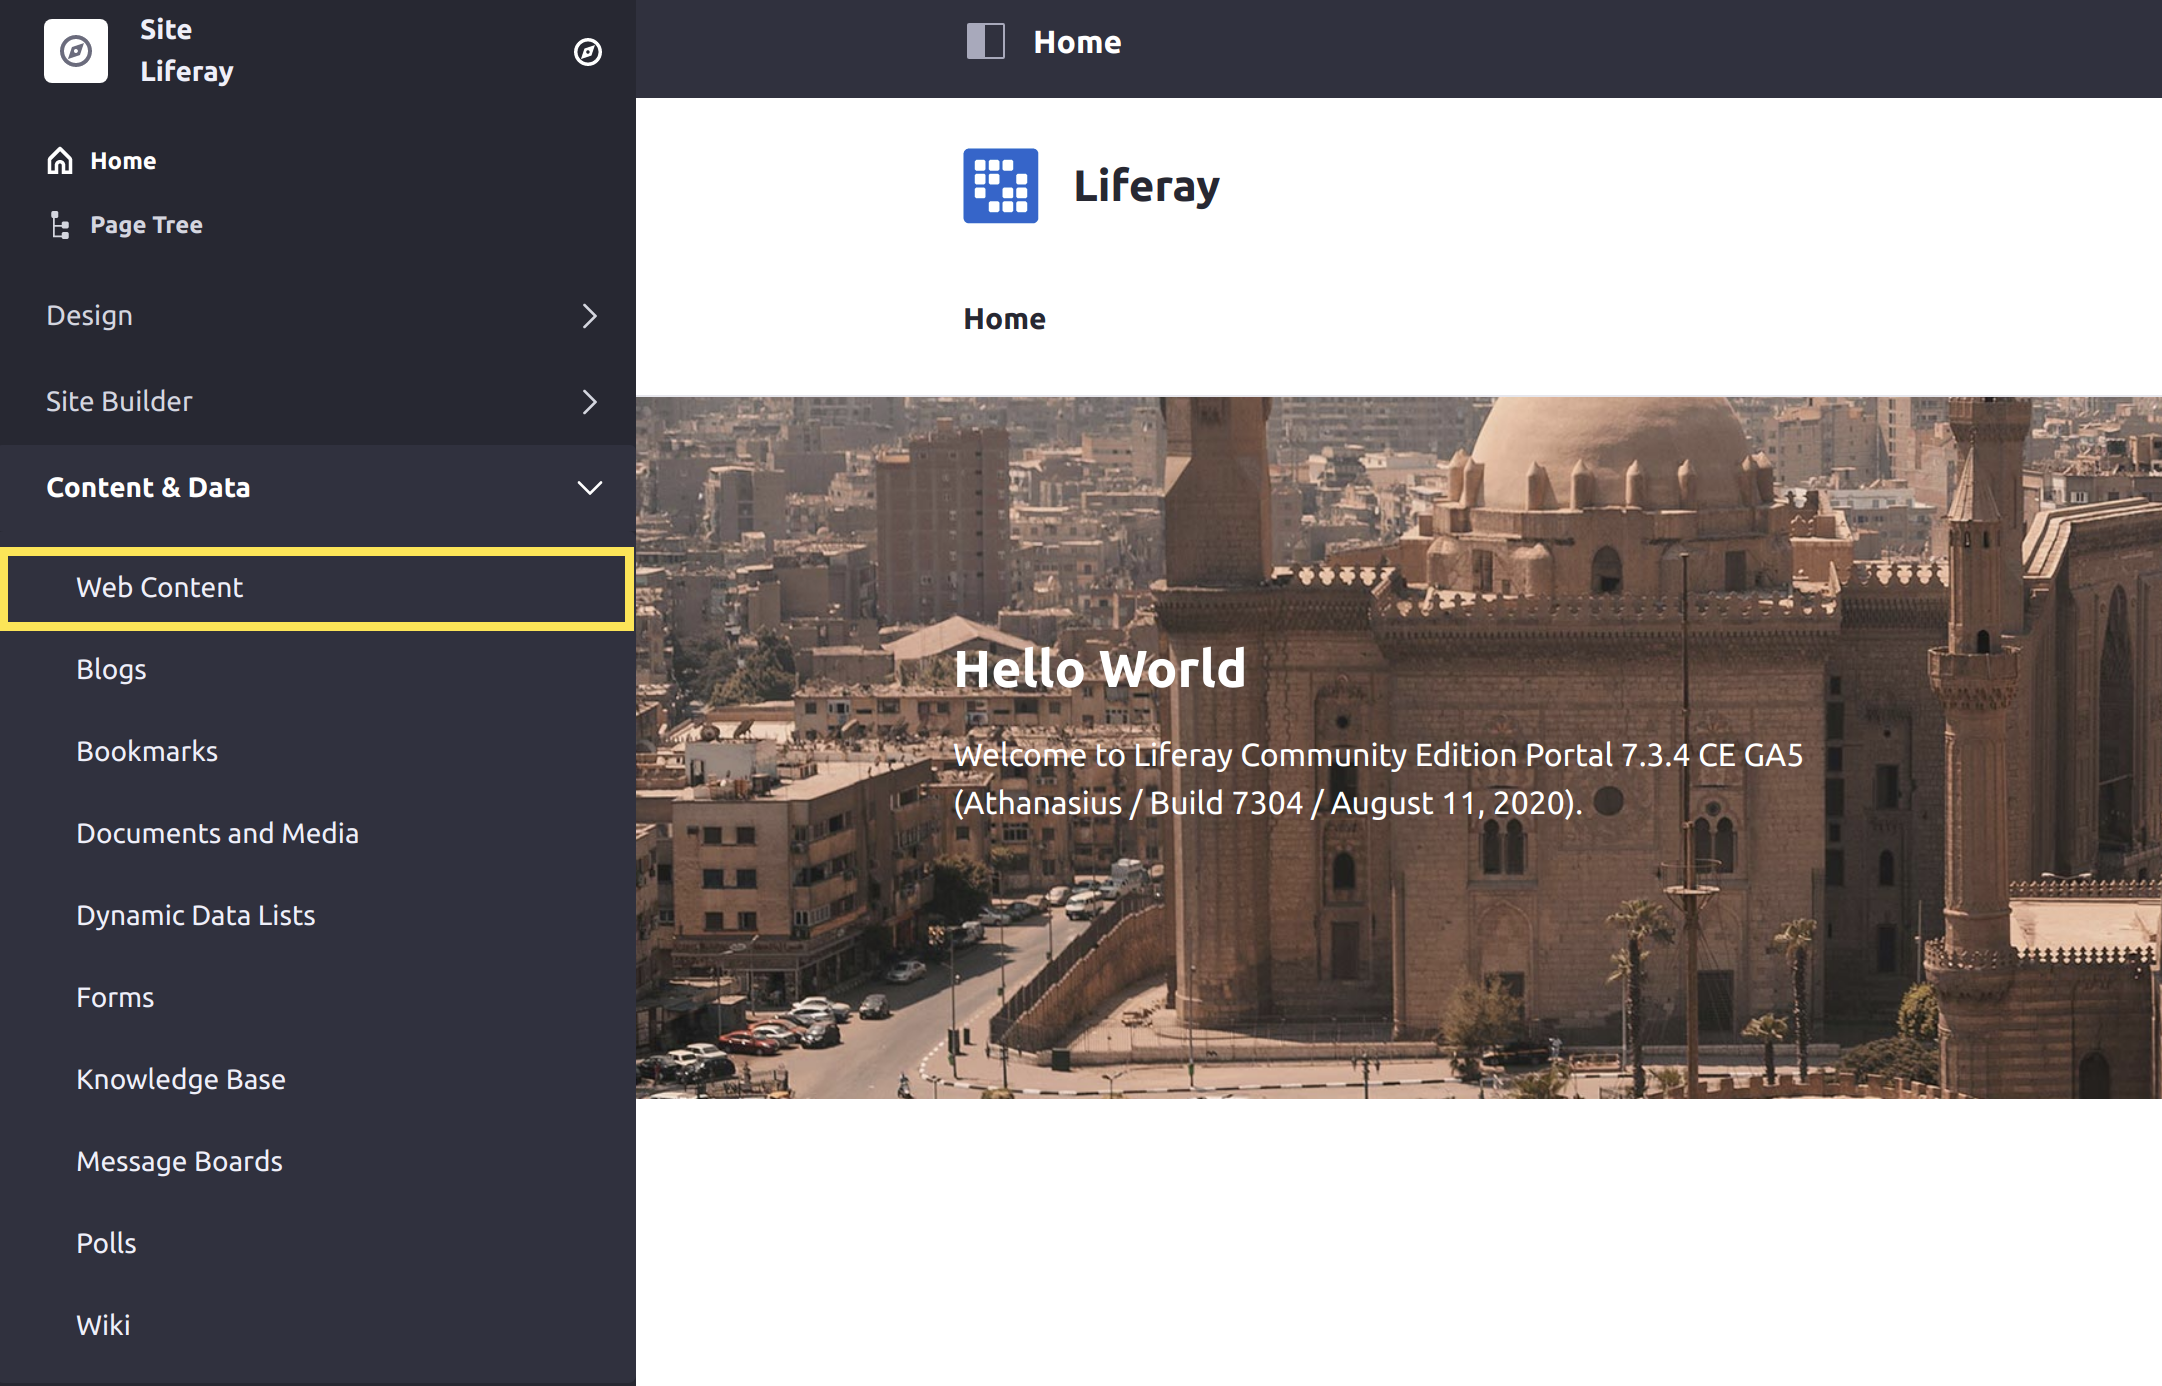 Site
Liferay
Home
Page Tree
Design
Site Builder
Content & Data
Web Content
Blogs
Bookmarks
Documents and Media
Dynamic Data Lists
Forms
Knowledge Base
Message Boards
Polls
Wiki
Home
Liferay
Home
Hello World
Welcome to Liferay Community Edition Portal 7.3.4 CE GA5
(Athanasius / Build 7304 / August 11, 2020).